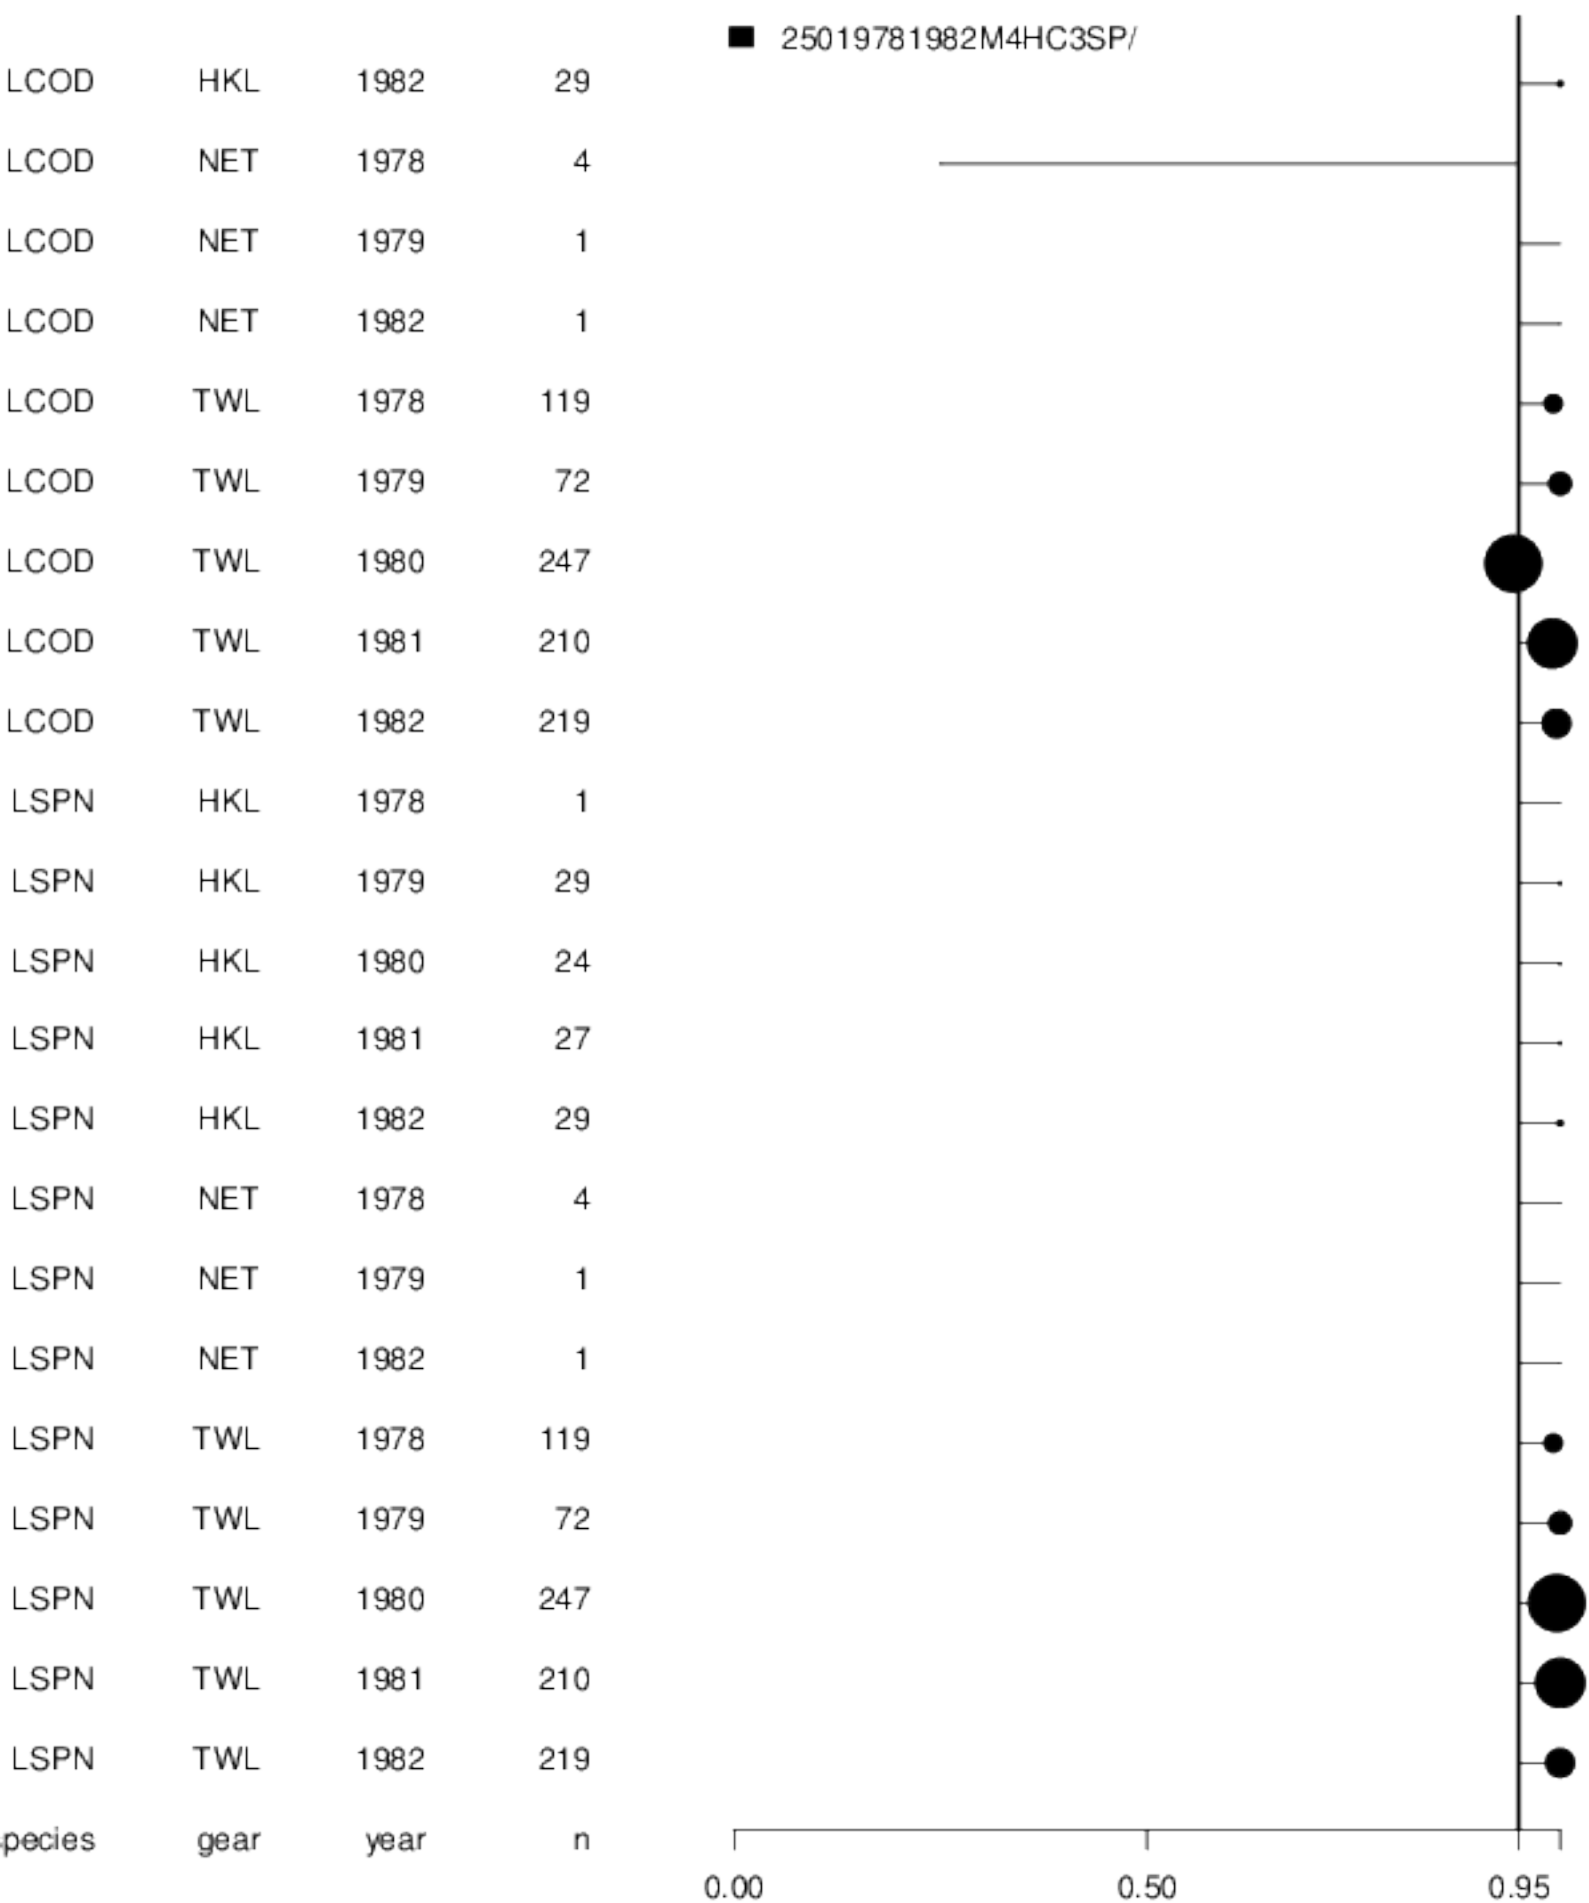 25019781982M4HC3SP/
LCOD HKL 1982 29
LCOD NET 1978 4
LCOD NET 1979 1
LCOD NET 1982 1
LCOD TWL 1978 119
LCOD TWL 1979 72
LCOD TWL 1980 247
LCOD TWL 1981 210
LCOD TWL 1982 219
LSPN HKL 1978 1
LSPN HKL 1979 29
LSPN HKL 1980 24
LSPN HKL 1981 27
LSPN HKL 1982 29
LSPN NET 1978 4
LSPN NET 1979 1
LSPN NET 1982 1
LSPN TWL 1978 119
LSPN TWL 1979 72
LSPN TWL 1980 247
LSPN TWL 1981 210
LSPN TWL 1982 219
pecies gear year n
0.00 0.50 0.95